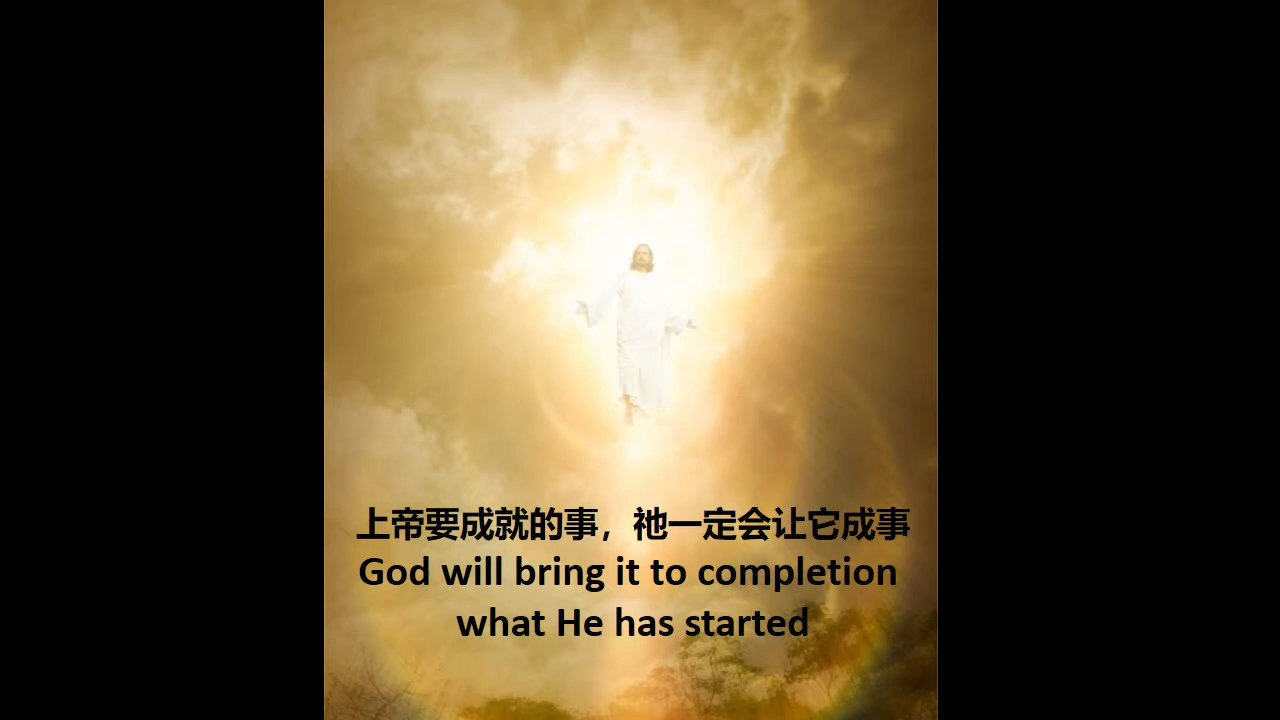 上帝要成就的事，祂一定会让它成事
God will bring it to completion
what He has started